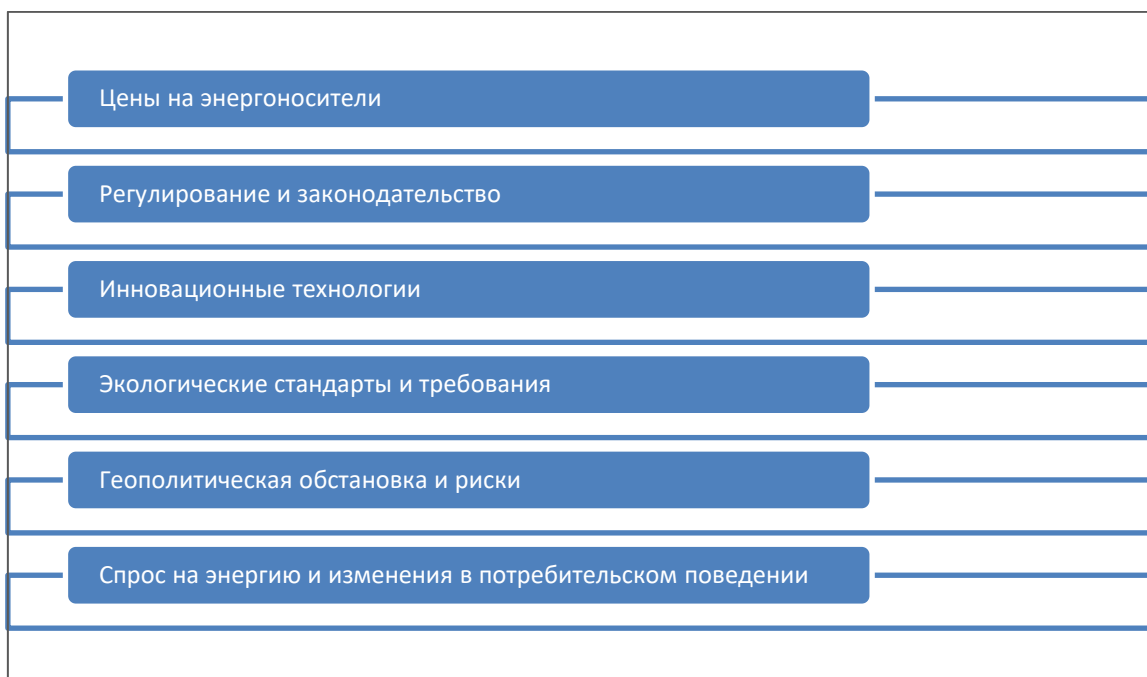 Цены на энергоносители
Регулирование и законодательство
Инновационные технологии
Экологические стандарты и требования
Геополитическая обстановка и риски
Спрос на энергию и изменения в потребительском поведении